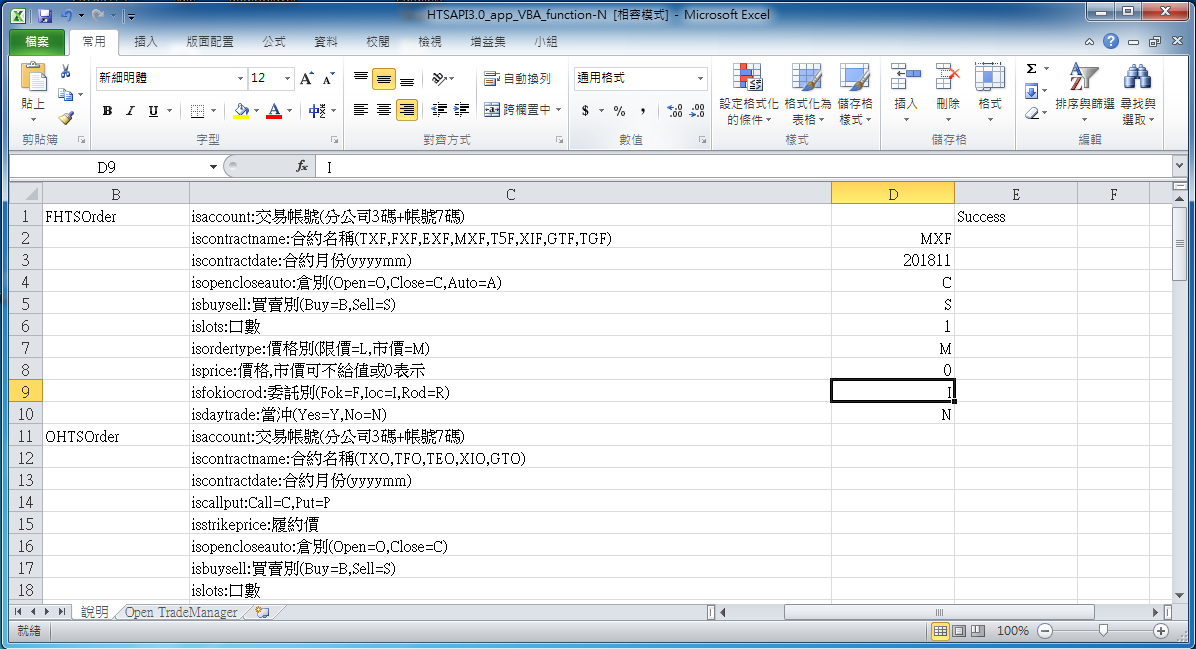 HTSAPI3.0_app_VBA_function-N [相容模式] - Microsoft Excel
檔案 常用 插入 版面配置 公式 資料 校閱 檢視 增益集 小組
新細明體 12 自動換列 通用格式
貼上 B I U A 中 跨欄置中 $ % , 設定格式化的條件 格式化為表格 儲存格樣式 插入 刪除 格式 Σ 排序與篩選 尋找與選取
剪貼簿 字型 對齊方式 數值 樣式 儲存格 編輯
D9 fx I
B C D E F
1 FHTSOrder isaccount:交易帳號(分公司3碼+帳號7碼) Success
2 iscontractname:合約名稱(TXF,FXF,EXF,MXF,T5F,XIF,GTF,TGF) MXF
3 iscontractdate:合約月份(yyyymm) 201811
4 isopencloseauto:倉別(Open=O,Close=C,Auto=A) C
5 isbuysell:買賣別(Buy=B,Sell=S) S
6 islots:口數 1
7 isordertype:價格別(限價=L,市價=M) M
8 isprice:價格,市價可不給值或0表示 0
9 isfokiocrod:委託別(Fok=F,Ioc=I,Rod=R) I
10 isdaytrade:當沖(Yes=Y,No=N) N
11 OHTSOrder isaccount:交易帳號(分公司3碼+帳號7碼)
12 iscontractname:合約名稱(TXO,TFO,TEO,XIO,GTO)
13 iscontractdate:合約月份(yyyymm)
14 iscallput:Call=C,Put=P
15 isstrikeprice:履約價
16 isopencloseauto:倉別(Open=O,Close=C)
17 isbuysell:買賣別(Buy=B,Sell=S)
18 islots:口數
說明 Open TradeManager
就緒 100%